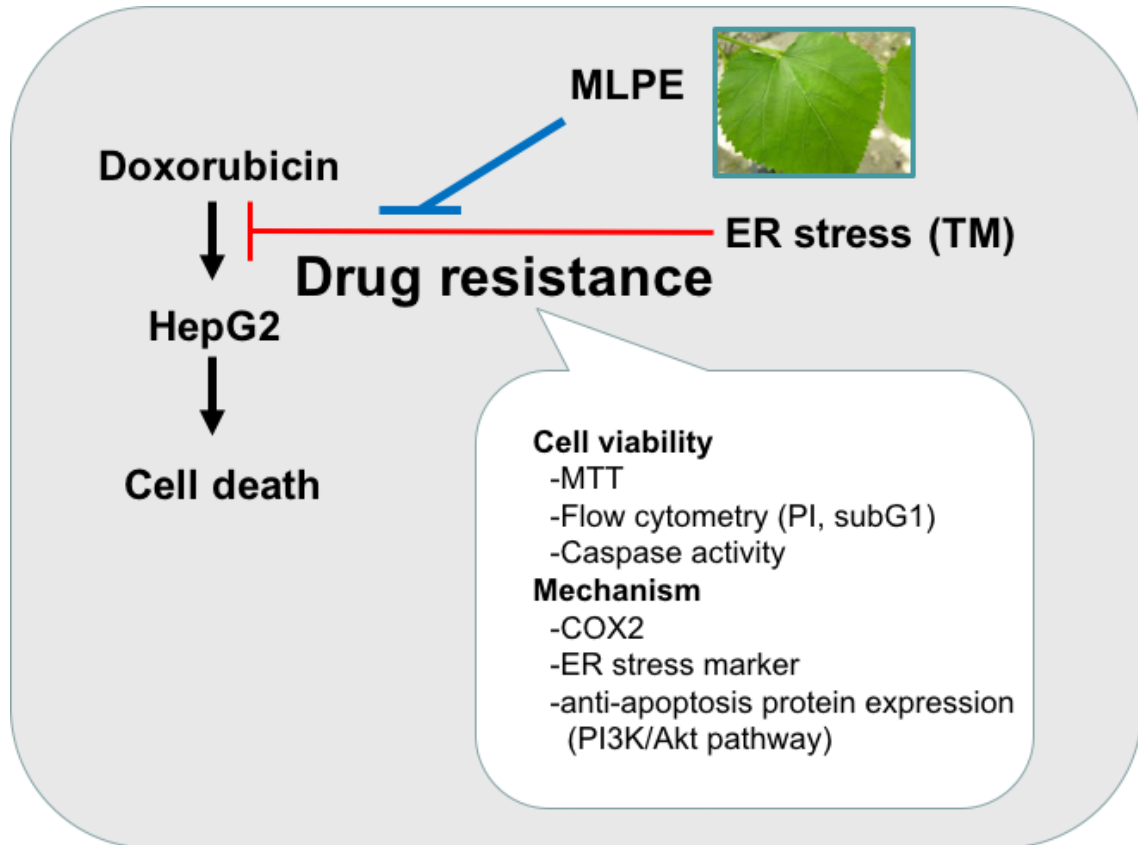 MLPE
Doxorubicin
ER stress (TM)
Drug resistance
HepG2
Cell death
Cell viability
-MTT
-Flow cytometry (PI, subG1)
-Caspase activity
Mechanism
-COX2
-ER stress marker
-anti-apoptosis protein expression
(PI3K/Akt pathway)